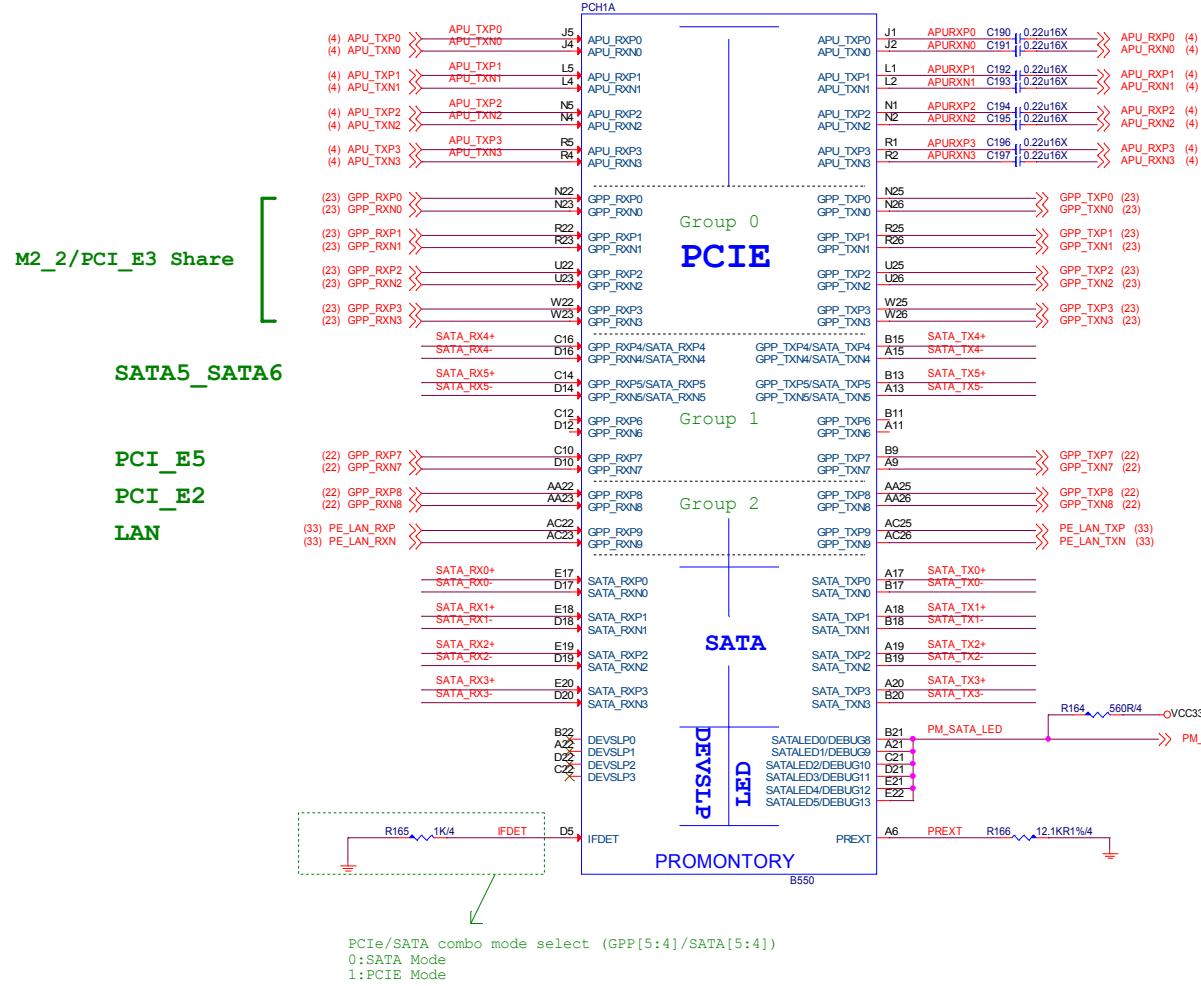 PCH1A
(4) APU_TXP0 APU_TXP0 J5 APU_RXP0 APU_TXP0 J1 APURXP0 C190 0.22u16X APU_RXP0 (4)
(4) APU_TXN0 APU_TXN0 J4 APU_RXN0 APU_TXN0 J2 APURXN0 C191 0.22u16X APU_RXN0 (4)
(4) APU_TXP1 APU_TXP1 L5 APU_RXP1 APU_TXP1 L1 APURXP1 C192 0.22u16X APU_RXP1 (4)
(4) APU_TXN1 APU_TXN1 L4 APU_RXN1 APU_TXN1 L2 APURXN1 C193 0.22u16X APU_RXN1 (4)
(4) APU_TXP2 APU_TXP2 N5 APU_RXP2 APU_TXP2 N1 APURXP2 C194 0.22u16X APU_RXP2 (4)
(4) APU_TXN2 APU_TXN2 N4 APU_RXN2 APU_TXN2 N2 APURXN2 C195 0.22u16X APU_RXN2 (4)
(4) APU_TXP3 APU_TXP3 R5 APU_RXP3 APU_TXP3 R1 APURXP3 C196 0.22u16X APU_RXP3 (4)
(4) APU_TXN3 APU_TXN3 R4 APU_RXN3 APU_TXN3 R2 APURXN3 C197 0.22u16X APU_RXN3 (4)
(23) GPP_RXP0 N22 GPP_RXP0 GPP_TXP0 N25 GPP_TXP0 (23)
(23) GPP_RXN0 N23 GPP_RXN0 GPP_TXN0 N26 GPP_TXN0 (23)
Group 0
(23) GPP_RXP1 R22 GPP_RXP1 GPP_TXP1 R25 GPP_TXP1 (23)
(23) GPP_RXN1 R23 GPP_RXN1 GPP_TXN1 R26 GPP_TXN1 (23)
M2_2/PCI_E3 Share
PCIE
(23) GPP_RXP2 U22 GPP_RXP2 GPP_TXP2 U25 GPP_TXP2 (23)
(23) GPP_RXN2 U23 GPP_RXN2 GPP_TXN2 U26 GPP_TXN2 (23)
(23) GPP_RXP3 W22 GPP_RXP3 GPP_TXP3 W25 GPP_TXP3 (23)
(23) GPP_RXN3 W23 GPP_RXN3 GPP_TXN3 W26 GPP_TXN3 (23)
SATA_RX4+ C16 GPP_RXP4/SATA_RXP4 GPP_TXP4/SATA_TXP4 B15 SATA_TX4+
SATA_RX4- D16 GPP_RXN4/SATA_RXN4 GPP_TXN4/SATA_TXN4 A15 SATA_TX4-
SATA5_SATA6
SATA_RX5+ C14 GPP_RXP5/SATA_RXP5 GPP_TXP5/SATA_TXP5 B13 SATA_TX5+
SATA_RX5- D14 GPP_RXN5/SATA_RXN5 GPP_TXN5/SATA_TXN5 A13 SATA_TX5-
C12 GPP_RXP6 Group 1 GPP_TXP6 B11
D12 GPP_RXN6 GPP_TXN6 A11
PCI_E5
(22) GPP_RXP7 C10 GPP_RXP7 GPP_TXP7 B9 GPP_TXP7 (22)
(22) GPP_RXN7 D10 GPP_RXN7 GPP_TXN7 A9 GPP_TXN7 (22)
PCI_E2
(22) GPP_RXP8 AA22 GPP_RXP8 GPP_TXP8 AA25 GPP_TXP8 (22)
(22) GPP_RXN8 AA23 GPP_RXN8 Group 2 GPP_TXN8 AA26 GPP_TXN8 (22)
LAN
(33) PE_LAN_RXP AC22 GPP_RXP9 GPP_TXP9 AC25 PE_LAN_TXP (33)
(33) PE_LAN_RXN AC23 GPP_RXN9 GPP_TXN9 AC26 PE_LAN_TXN (33)
SATA_RX0+ E17 SATA_RXP0 SATA_TXP0 A17 SATA_TX0+
SATA_RX0- D17 SATA_RXN0 SATA_TXN0 B17 SATA_TX0-
SATA_RX1+ E18 SATA_RXP1 SATA_TXP1 A18 SATA_TX1+
SATA_RX1- D18 SATA_RXN1 SATA_TXN1 B18 SATA_TX1-
SATA
SATA_RX2+ E19 SATA_RXP2 SATA_TXP2 A19 SATA_TX2+
SATA_RX2- D19 SATA_RXN2 SATA_TXN2 B19 SATA_TX2-
SATA_RX3+ E20 SATA_RXP3 SATA_TXP3 A20 SATA_TX3+
SATA_RX3- D20 SATA_RXN3 SATA_TXN3 B20 SATA_TX3-
R164 560R/4 VCC33
B22 DEVSLP0 SATALED0/DEBUG8 B21 PM_SATA_LED PM_
A22 DEVSLP1 SATALED1/DEBUG9 A21
D22 DEVSLP2 SATALED2/DEBUG10 C21
C22 DEVSLP3 SATALED3/DEBUG11 D21
SATALED4/DEBUG12 E21
SATALED5/DEBUG13 E22
DEVSLP
LED
R165 1K/4 IFDET D5 IFDET PREXT A6 PREXT R166 12.1KR1%/4
PROMONTORY
B550
PCIe/SATA combo mode select (GPP[5:4]/SATA[5:4])
0:SATA Mode
1:PCIE Mode